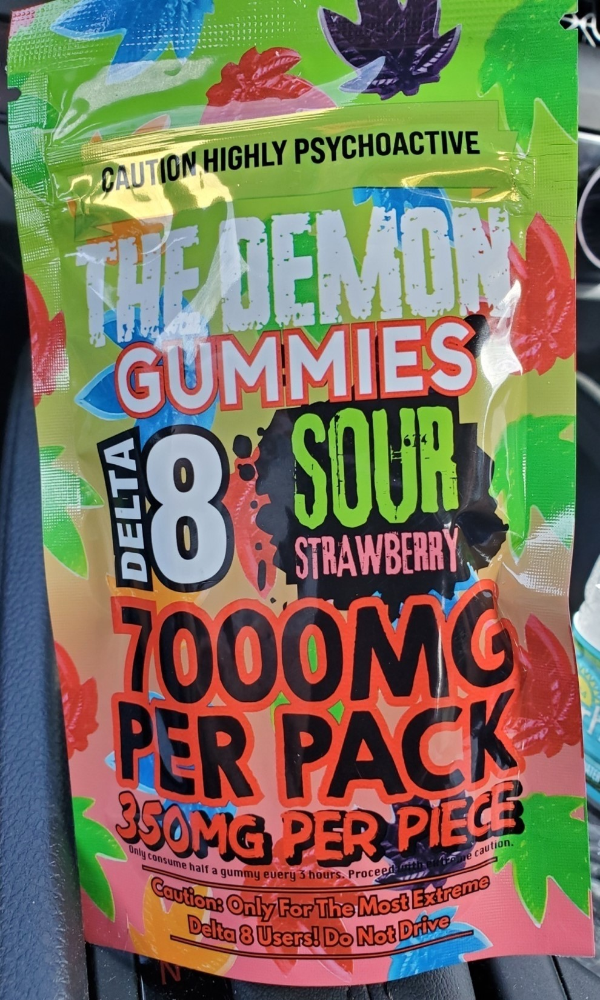 CAUTION HIGHLY PSYCHOACTIVE
THE DEMON
GUMMIES
DELTA
8
SOUR
STRAWBERRY
7000MG
PER PACK
350MG PER PIECE
Only consume half a gummy every 3 hours. Proceed with extreme caution.
Caution: Only For The Most Extreme
Delta 8 Users! Do Not Drive